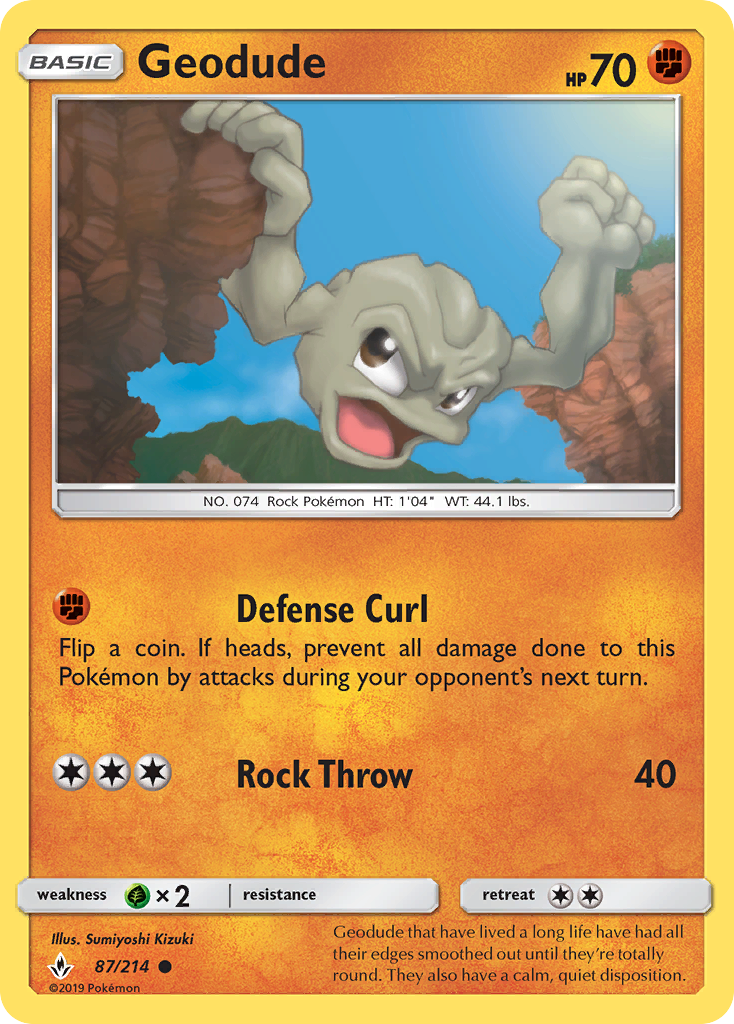 BASIC Geodude HP 70
NO. 074 Rock Pokémon HT: 1'04" WT: 44.1 lbs.
Defense Curl
Flip a coin. If heads, prevent all damage done to this
Pokémon by attacks during your opponent's next turn.
Rock Throw 40
weakness ×2 resistance retreat
Illus. Sumiyoshi Kizuki
87/214
©2019 Pokémon
Geodude that have lived a long life have had all
their edges smoothed out until they're totally
round. They also have a calm, quiet disposition.